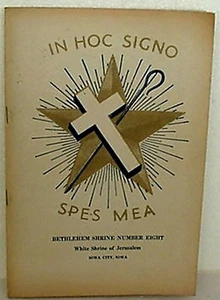 IN HOC SIGNO
SPES MEA
BETHLEHEM SHRINE NUMBER EIGHT
White Shrine of Jerusalem
IOWA CITY, IOWA